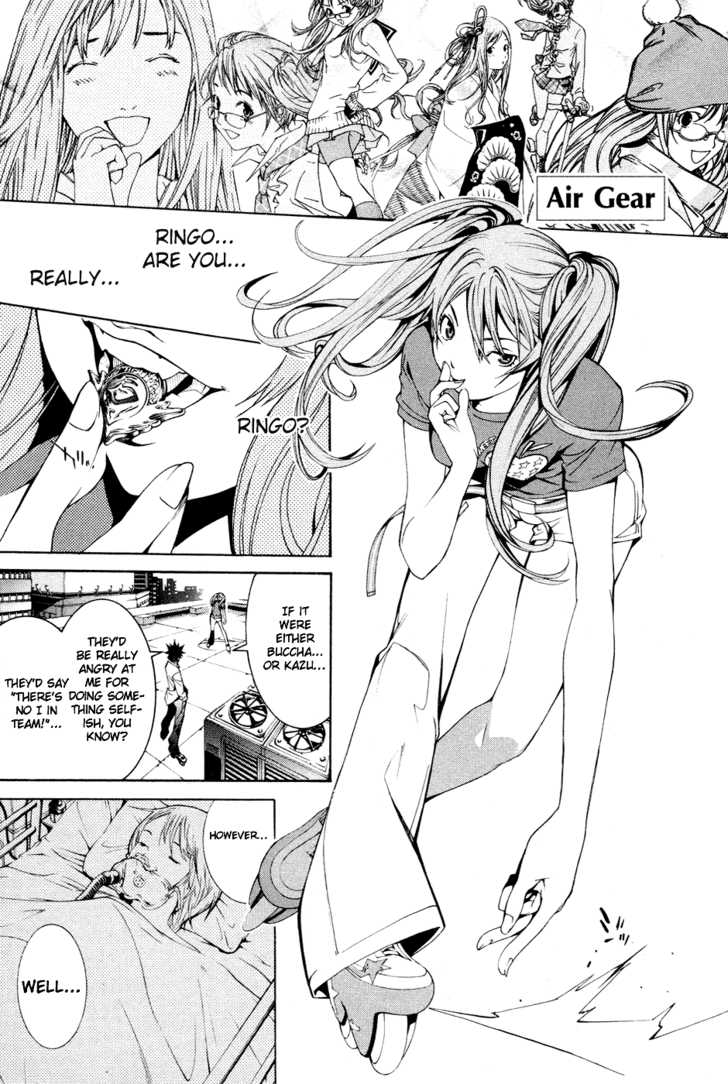 Air Gear
RINGO...
ARE YOU...
REALLY...
RINGO?
IF IT
WERE
EITHER
BUCCHA...
OR KAZU...
THEY'D
BE REALLY
ANGRY AT
ME FOR
DOING SOME-
THING SELF-
ISH, YOU
KNOW?
THEY'D SAY
"THERE'S
NO I IN
TEAM!"...
HOWEVER...
WELL...